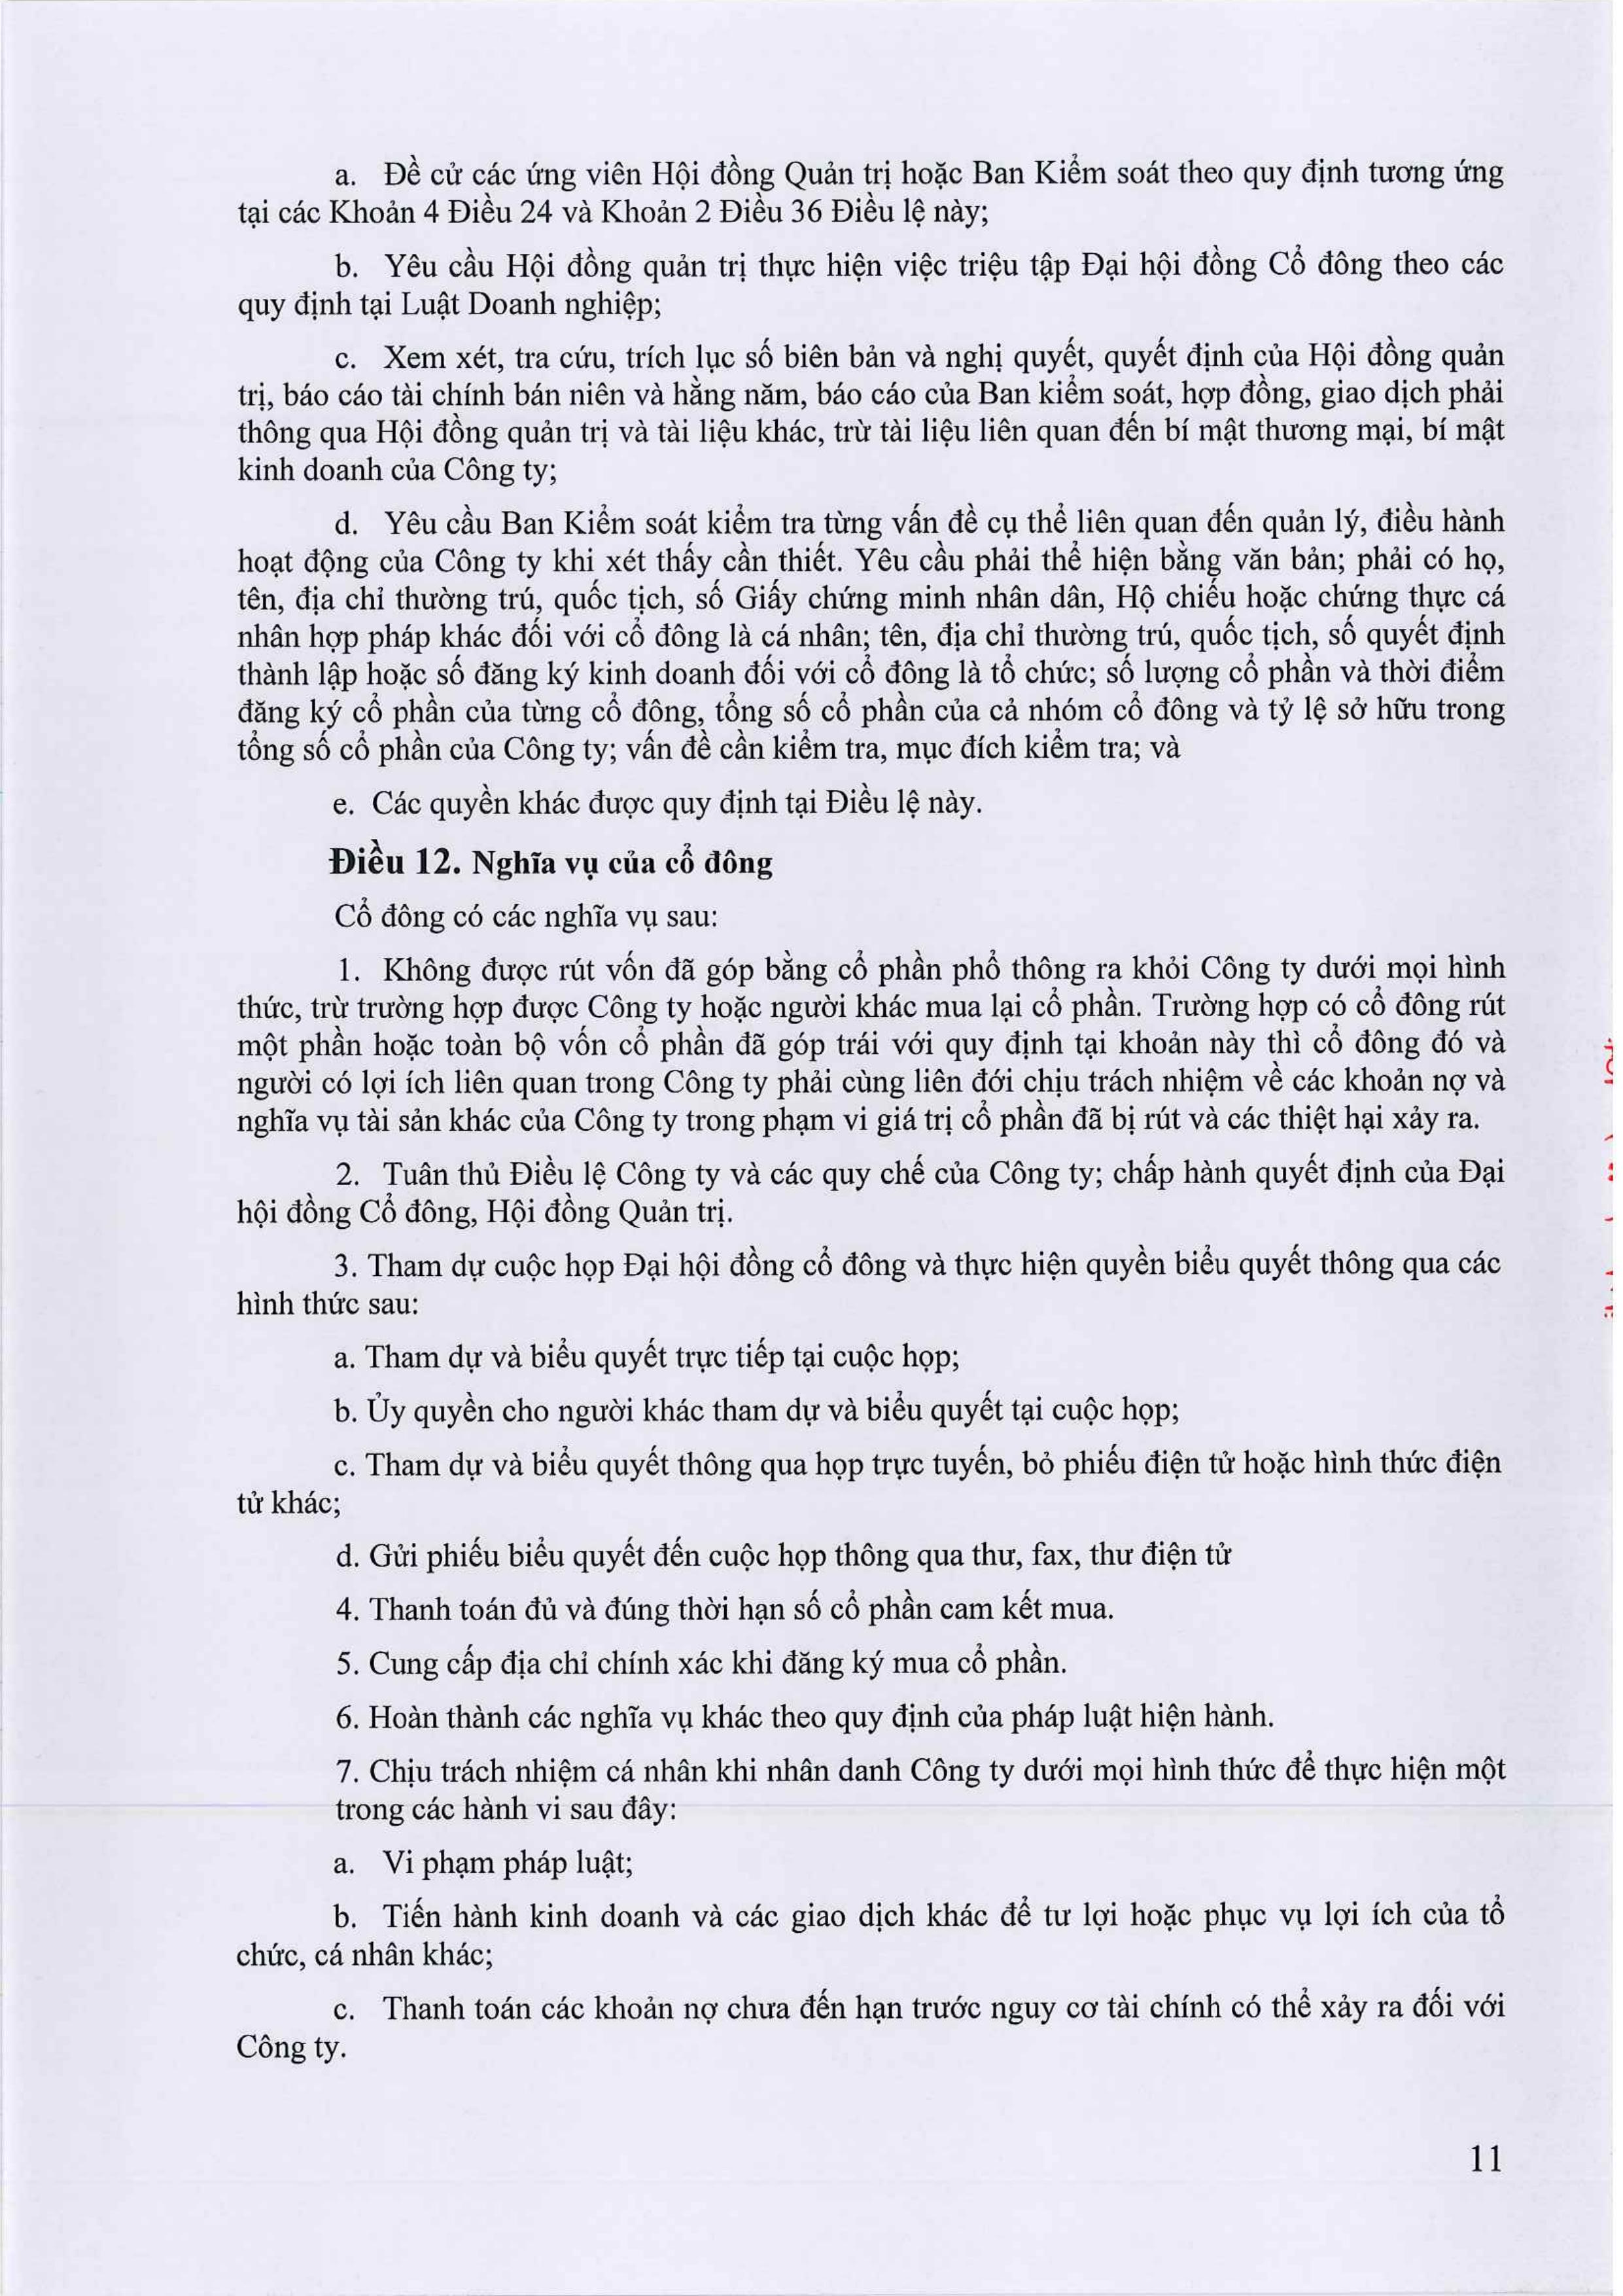 a. Đề cử các ứng viên Hội đồng Quản trị hoặc Ban Kiểm soát theo quy định tương ứng
tại các Khoản 4 Điều 24 và Khoản 2 Điều 36 Điều lệ này;
b. Yêu cầu Hội đồng quản trị thực hiện việc triệu tập Đại hội đồng Cổ đông theo các
quy định tại Luật Doanh nghiệp;
c. Xem xét, tra cứu, trích lục số biên bản và nghị quyết, quyết định của Hội đồng quản
trị, báo cáo tài chính bán niên và hằng năm, báo cáo của Ban kiểm soát, hợp đồng, giao dịch phải
thông qua Hội đồng quản trị và tài liệu khác, trừ tài liệu liên quan đến bí mật thương mại, bí mật
kinh doanh của Công ty;
d. Yêu cầu Ban Kiểm soát kiểm tra từng vấn đề cụ thể liên quan đến quản lý, điều hành
hoạt động của Công ty khi xét thấy cần thiết. Yêu cầu phải thể hiện bằng văn bản; phải có họ,
tên, địa chỉ thường trú, quốc tịch, số Giấy chứng minh nhân dân, Hộ chiếu hoặc chứng thực cá
nhân hợp pháp khác đối với cổ đông là cá nhân; tên, địa chỉ thường trú, quốc tịch, số quyết định
thành lập hoặc số đăng ký kinh doanh đối với cổ đông là tổ chức; số lượng cổ phần và thời điểm
đăng ký cổ phần của từng cổ đông, tổng số cổ phần của cả nhóm cổ đông và tỷ lệ sở hữu trong
tổng số cổ phần của Công ty; vấn đề cần kiểm tra, mục đích kiểm tra; và
e. Các quyền khác được quy định tại Điều lệ này.
Điều 12. Nghĩa vụ của cổ đông
Cổ đông có các nghĩa vụ sau:
1. Không được rút vốn đã góp bằng cổ phần phổ thông ra khỏi Công ty dưới mọi hình
thức, trừ trường hợp được Công ty hoặc người khác mua lại cổ phần. Trường hợp có cổ đông rút
một phần hoặc toàn bộ vốn cổ phần đã góp trái với quy định tại khoản này thì cổ đông đó và
người có lợi ích liên quan trong Công ty phải cùng liên đới chịu trách nhiệm về các khoản nợ và
nghĩa vụ tài sản khác của Công ty trong phạm vi giá trị cổ phần đã bị rút và các thiệt hại xảy ra.
2. Tuân thủ Điều lệ Công ty và các quy chế của Công ty; chấp hành quyết định của Đại
hội đồng Cổ đông, Hội đồng Quản trị.
3. Tham dự cuộc họp Đại hội đồng cổ đông và thực hiện quyền biểu quyết thông qua các
hình thức sau:
a. Tham dự và biểu quyết trực tiếp tại cuộc họp;
b. Ủy quyền cho người khác tham dự và biểu quyết tại cuộc họp;
c. Tham dự và biểu quyết thông qua họp trực tuyến, bỏ phiếu điện tử hoặc hình thức điện
tử khác;
d. Gửi phiếu biểu quyết đến cuộc họp thông qua thư, fax, thư điện tử
4. Thanh toán đủ và đúng thời hạn số cổ phần cam kết mua.
5. Cung cấp địa chỉ chính xác khi đăng ký mua cổ phần.
6. Hoàn thành các nghĩa vụ khác theo quy định của pháp luật hiện hành.
7. Chịu trách nhiệm cá nhân khi nhân danh Công ty dưới mọi hình thức để thực hiện một
trong các hành vi sau đây:
a. Vi phạm pháp luật;
b. Tiến hành kinh doanh và các giao dịch khác để tư lợi hoặc phục vụ lợi ích của tổ
chức, cá nhân khác;
c. Thanh toán các khoản nợ chưa đến hạn trước nguy cơ tài chính có thể xảy ra đối với
Công ty.
11